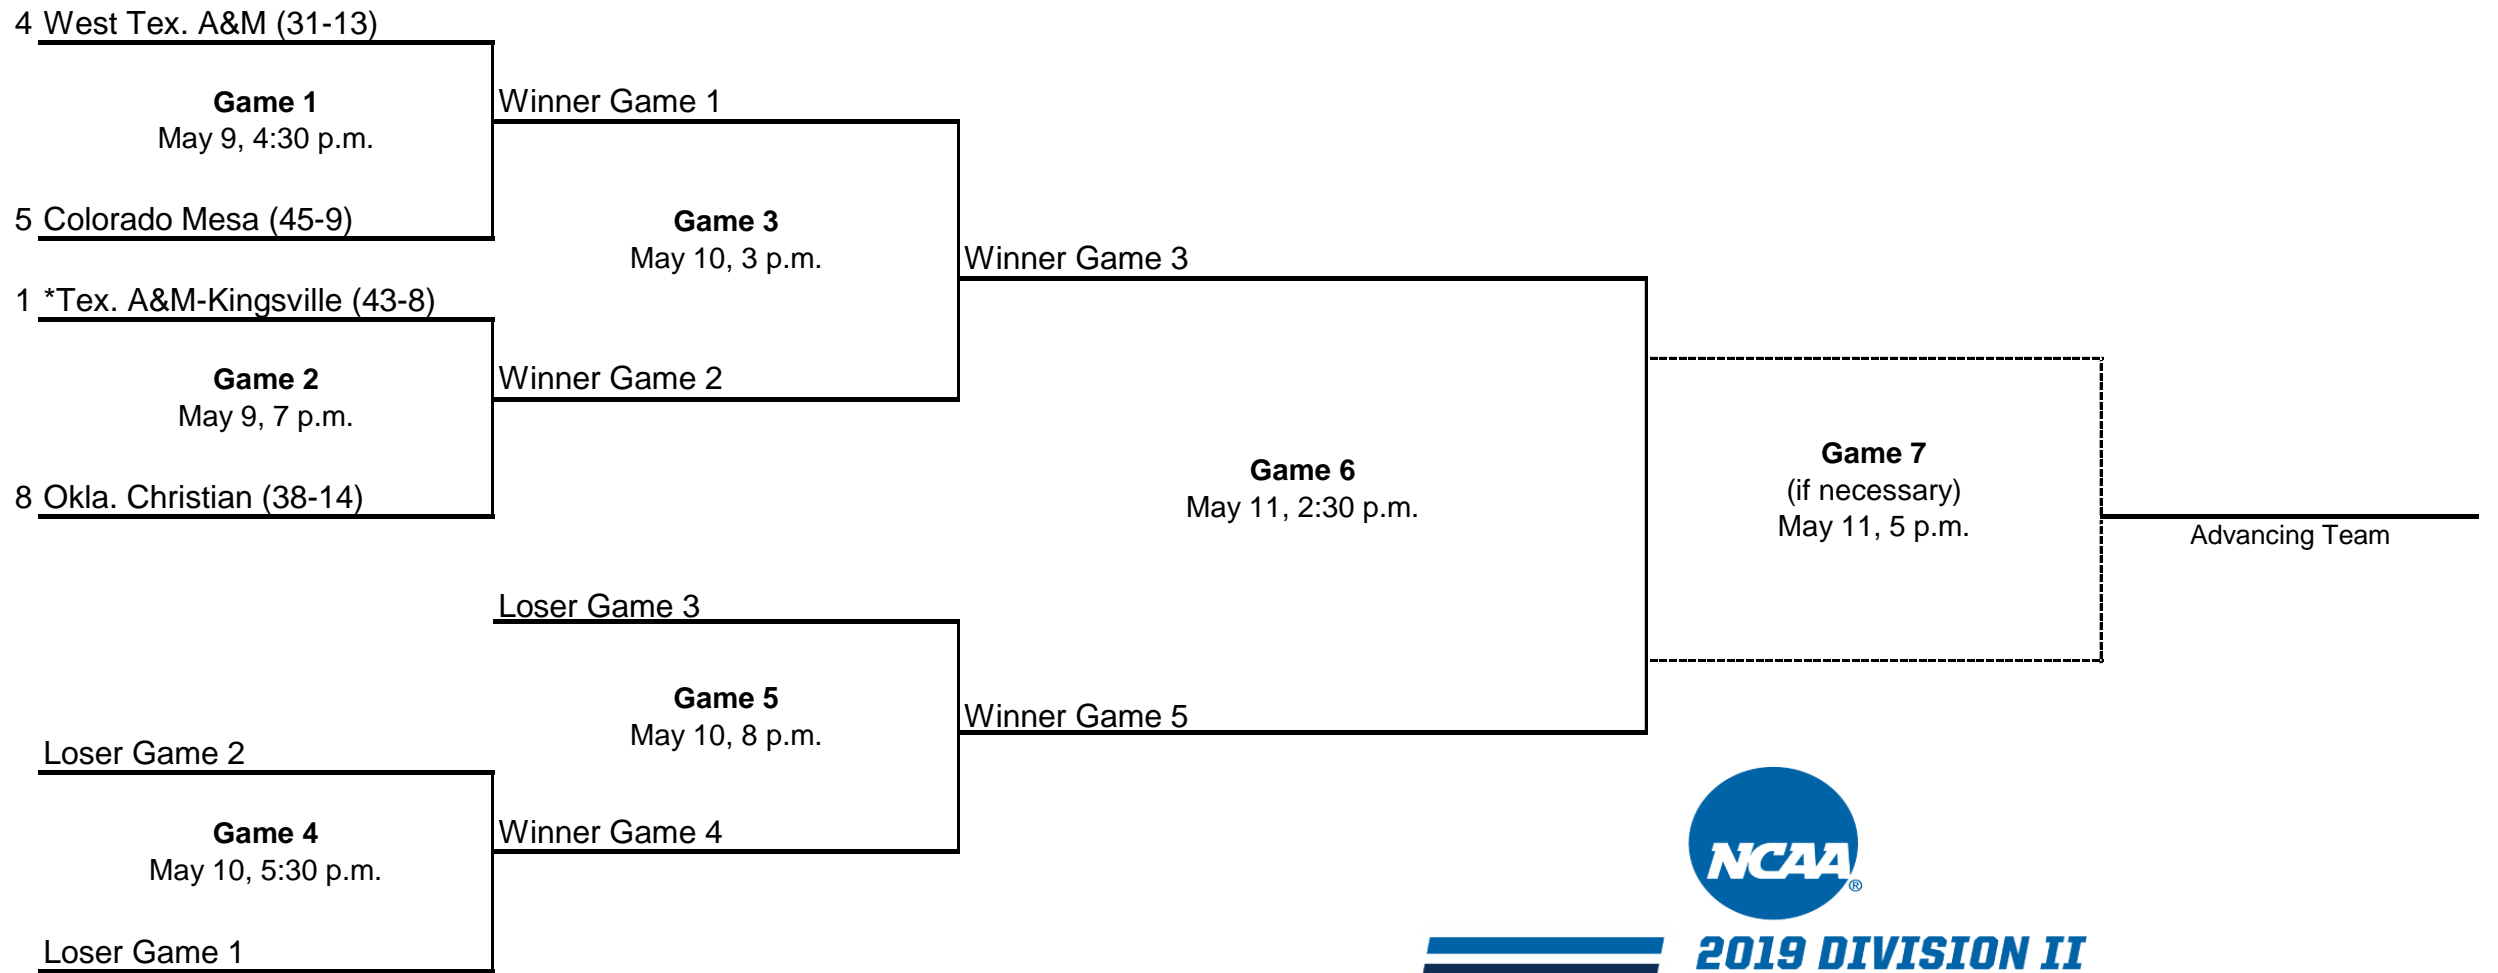 4 West Tex. A&M (31-13)
Game 1
May 9, 4:30 p.m.
Winner Game 1
5 Colorado Mesa (45-9)
Game 3
May 10, 3 p.m.
Winner Game 3
1 *Tex. A&M-Kingsville (43-8)
Game 2
May 9, 7 p.m.
Winner Game 2
8 Okla. Christian (38-14)
Game 6
May 11, 2:30 p.m.
Game 7
(if necessary)
May 11, 5 p.m.
Advancing Team
Loser Game 3
Game 5
May 10, 8 p.m.
Winner Game 5
Loser Game 2
Game 4
May 10, 5:30 p.m.
Winner Game 4
Loser Game 1
NCAA®
2019 DIVISION II